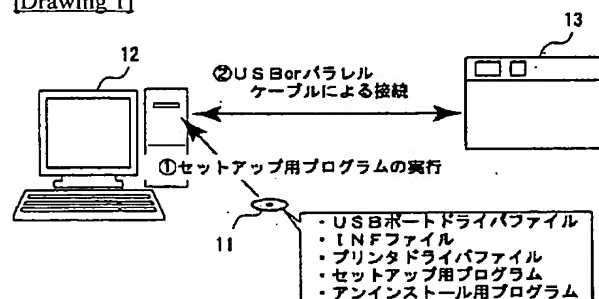 [Drawing 1]
13
12
②USBorパラレル
ケーブルによる接続
①セットアップ用プログラムの実行
11
・USBポートドライバファイル
・INFファイル
・プリンタドライバファイル
・セットアップ用プログラム
・アンインストール用プログラム